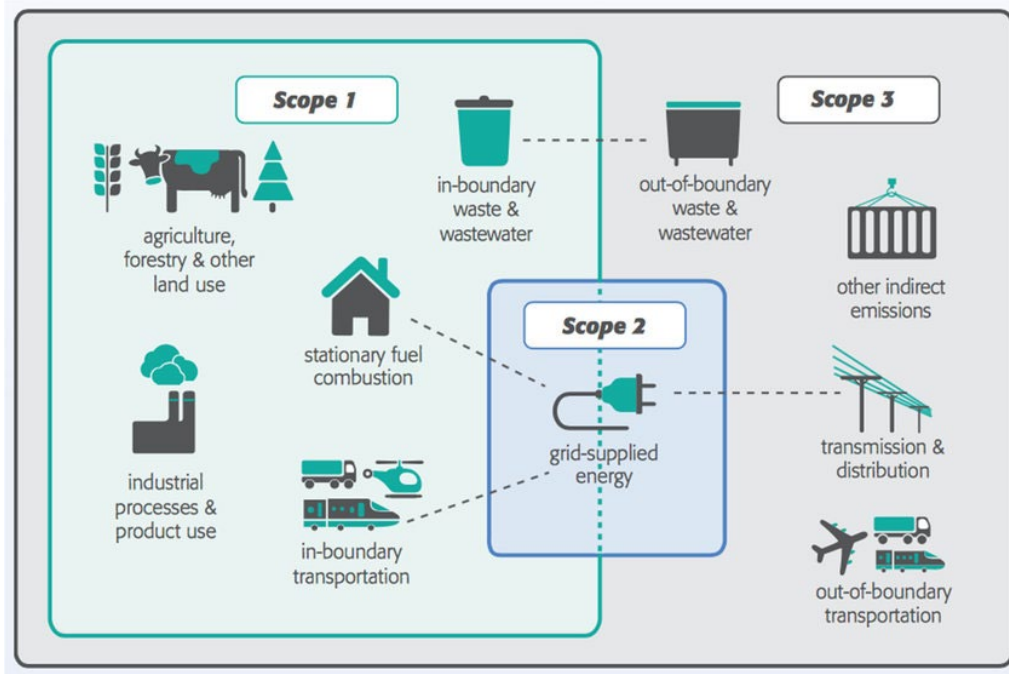 Scope 1
Scope 3
in-boundary
waste &
wastewater
out-of-boundary
waste &
wastewater
agriculture,
forestry & other
land use
other indirect
emissions
Scope 2
stationary fuel
combustion
grid-supplied
energy
transmission &
distribution
industrial
processes &
product use
in-boundary
transportation
out-of-boundary
transportation